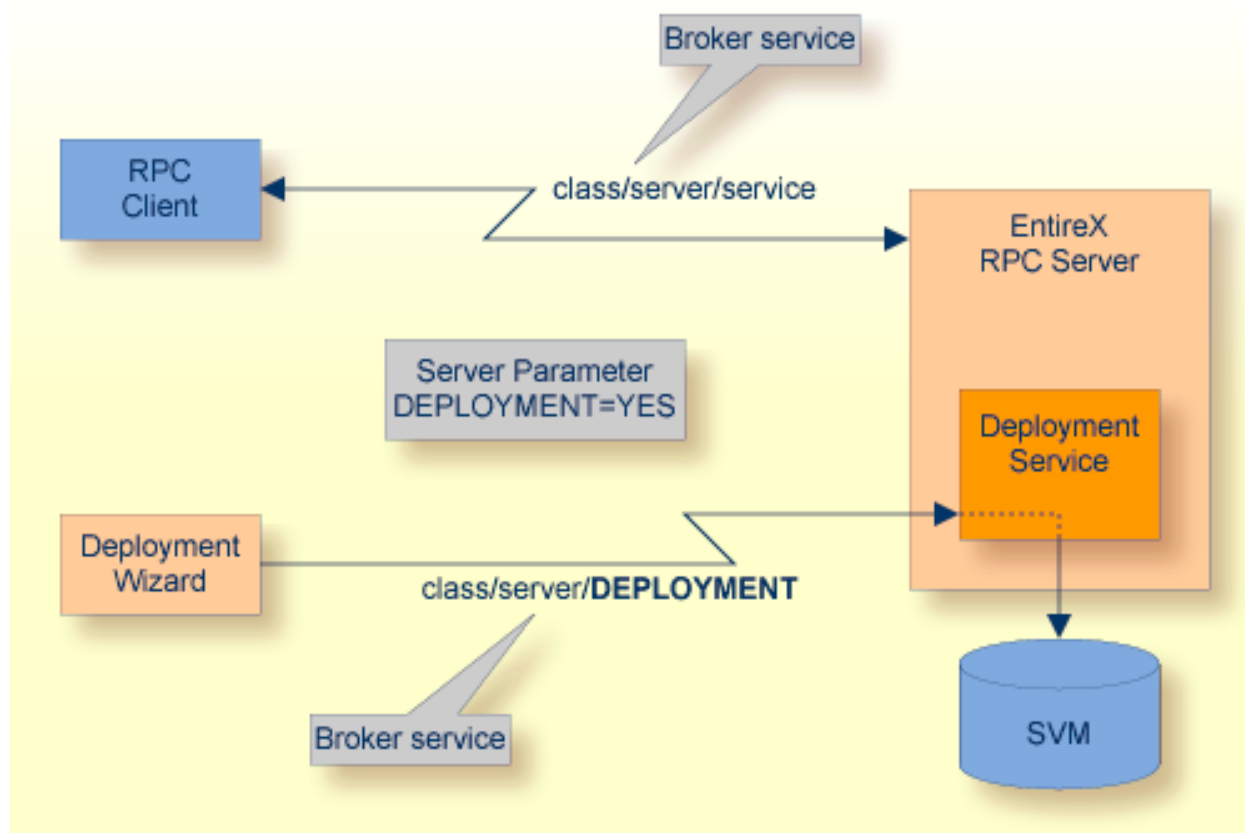 Broker service
RPC
Client
class/server/service
EntireX
RPC Server
Server Parameter
DEPLOYMENT=YES
Deployment
Service
Deployment
Wizard
class/server/DEPLOYMENT
Broker service
SVM